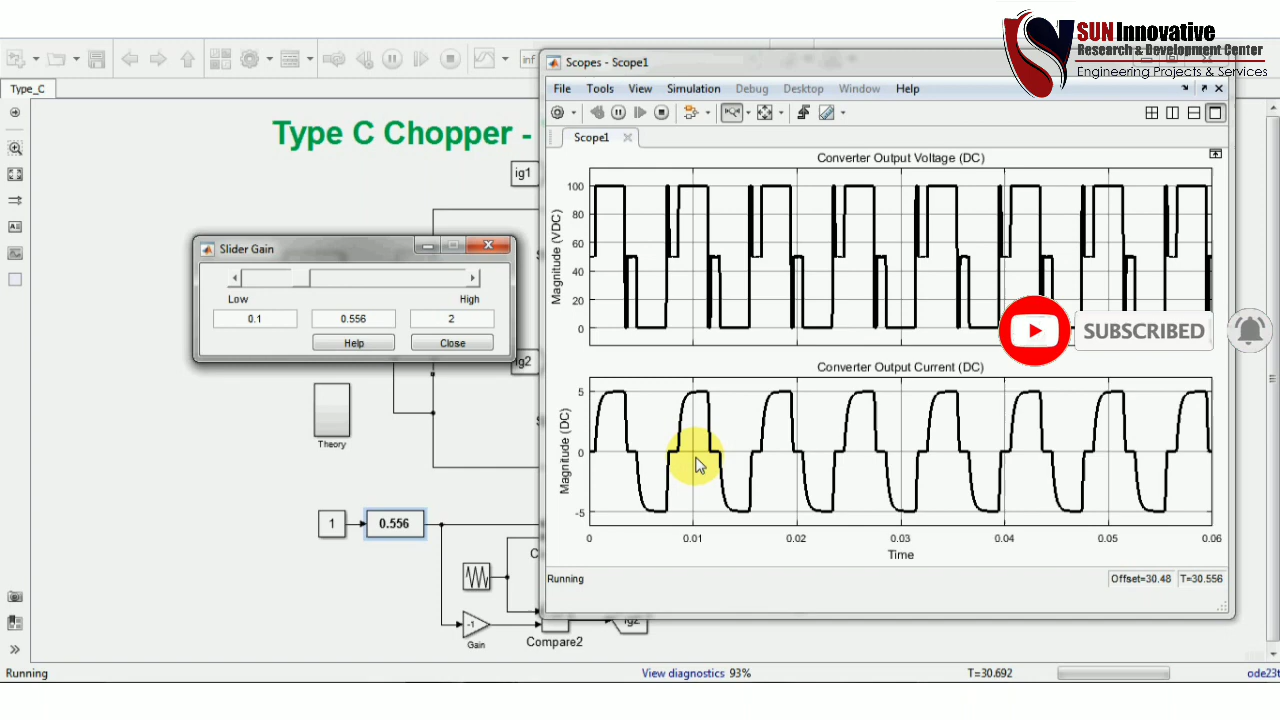 SUN Innovative
Research & Development Center
Engineering Projects & Services
inf
Type_C
Type C Chopper -
ig1
Slider Gain
Low
High
0.1
0.556
2
Help
Close
ig2
Theory
1
0.556
-1
Gain
Compare2
Running
View diagnostics
93%
T=30.692
ode23t
Scopes - Scope1
File
Tools
View
Simulation
Debug
Desktop
Window
Help
Scope1
Converter Output Voltage (DC)
Magnitude (VDC)
100
80
60
40
20
0
SUBSCRIBED
Converter Output Current (DC)
Magnitude (DC)
5
0
-5
0
0.01
0.02
0.03
0.04
0.05
0.06
Time
Running
Offset=30.48
T=30.556